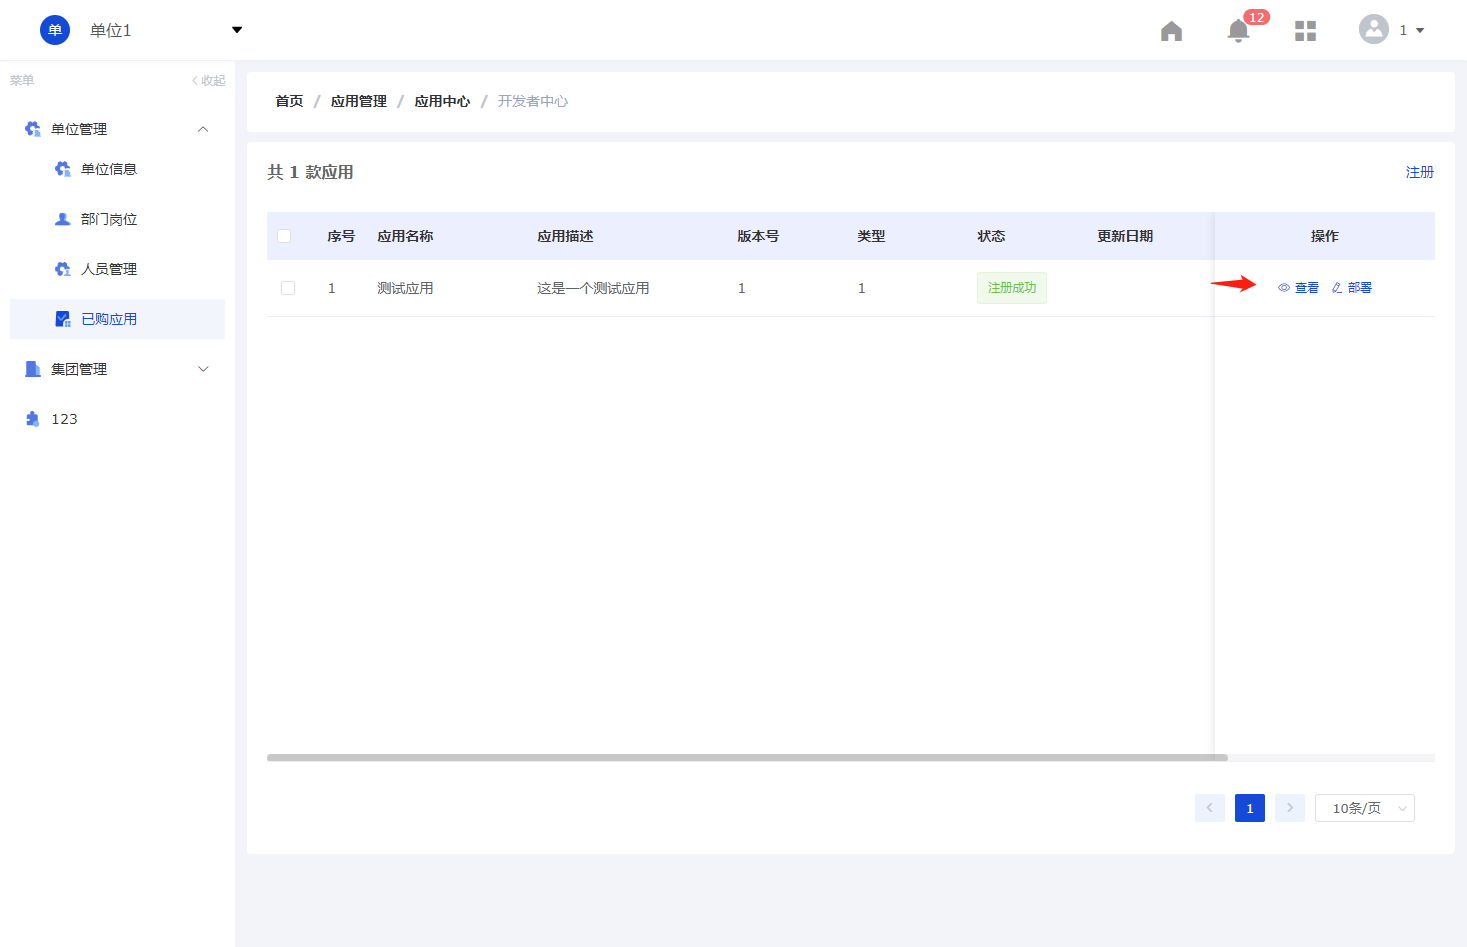 单 单位1
12
1
菜单
收起
首页 / 应用管理 / 应用中心 / 开发者中心
单位管理
单位信息
部门岗位
人员管理
已购应用
集团管理
123
共 1 款应用
注册
序号 应用名称 应用描述 版本号 类型 状态 更新日期 操作
1 测试应用 这是一个测试应用 1 1 注册成功 查看 部署
1 10条/页